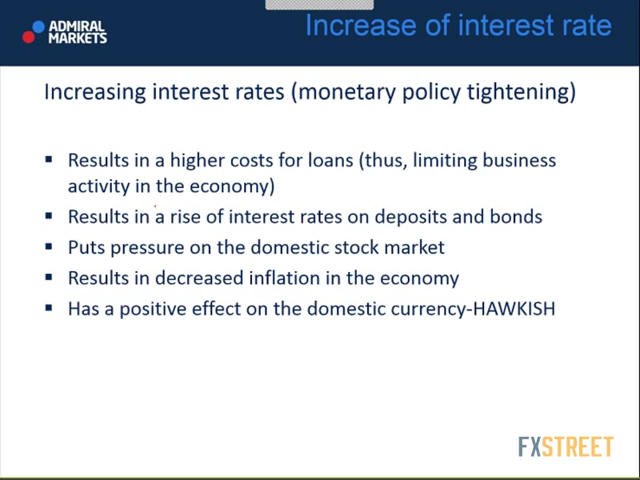 ADMIRAL
MARKETS
Increase of interest rate
Increasing interest rates (monetary policy tightening)
▪ Results in a higher costs for loans (thus, limiting business
activity in the economy)
▪ Results in a rise of interest rates on deposits and bonds
▪ Puts pressure on the domestic stock market
▪ Results in decreased inflation in the economy
▪ Has a positive effect on the domestic currency-HAWKISH
FXSTREET